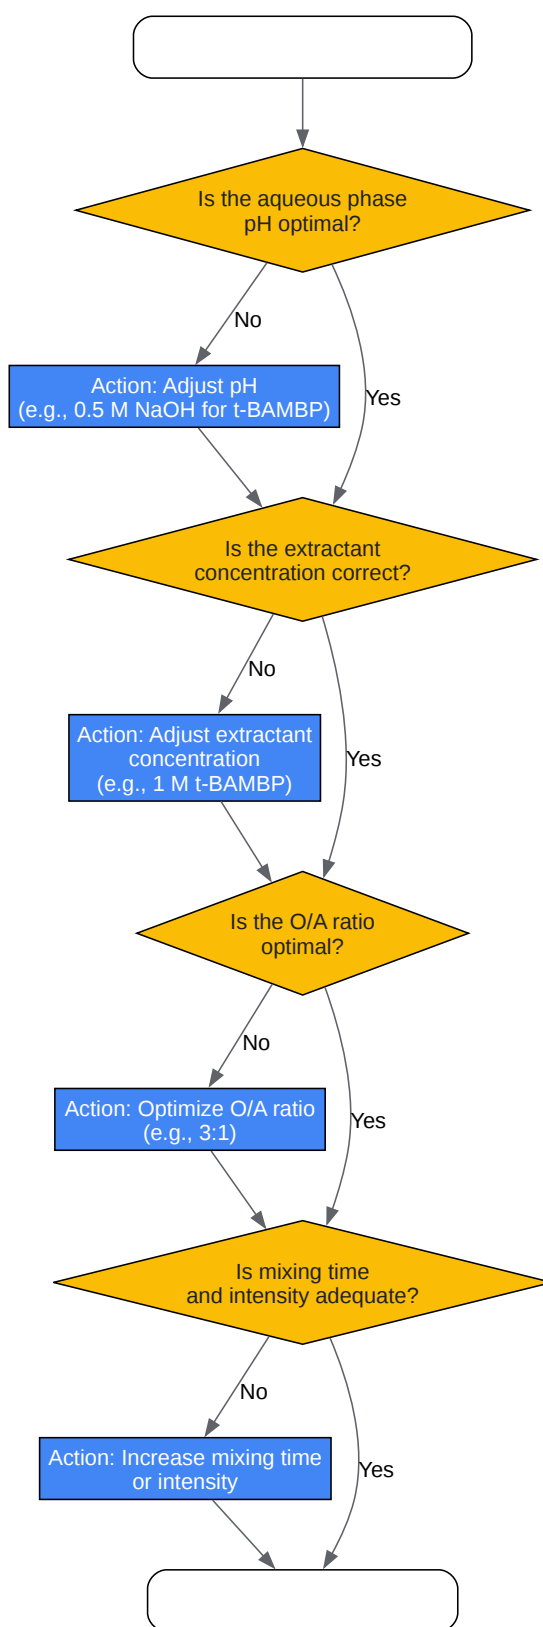 Is the aqueous phase
pH optimal?
No
Action: Adjust pH
(e.g., 0.5 M NaOH for t-BAMBP)
Yes
Is the extractant
concentration correct?
No
Action: Adjust extractant
concentration
(e.g., 1 M t-BAMBP)
Yes
Is the O/A ratio
optimal?
No
Action: Optimize O/A ratio
(e.g., 3:1)
Yes
Is mixing time
and intensity adequate?
No
Action: Increase mixing time
or intensity
Yes